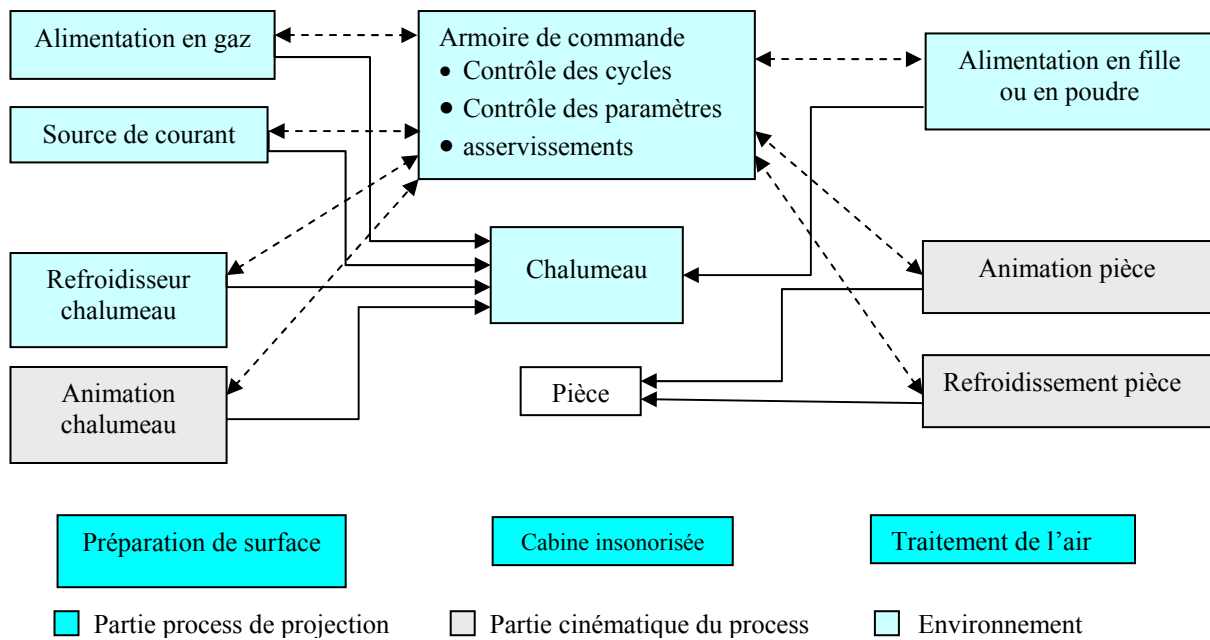 Alimentation en gaz
Source de courant
Armoire de commande
• Contrôle des cycles
• Contrôle des paramètres
• asservissements
Alimentation en fille
ou en poudre
Refroidisseur
chalumeau
Chalumeau
Animation pièce
Animation
chalumeau
Pièce
Refroidissement pièce
Préparation de surface
Cabine insonorisée
Traitement de l’air
Partie process de projection
Partie cinématique du process
Environnement